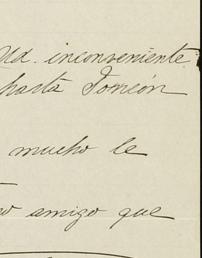 Ud. inconveniente
hasta Torreón
mucho le
amigo que